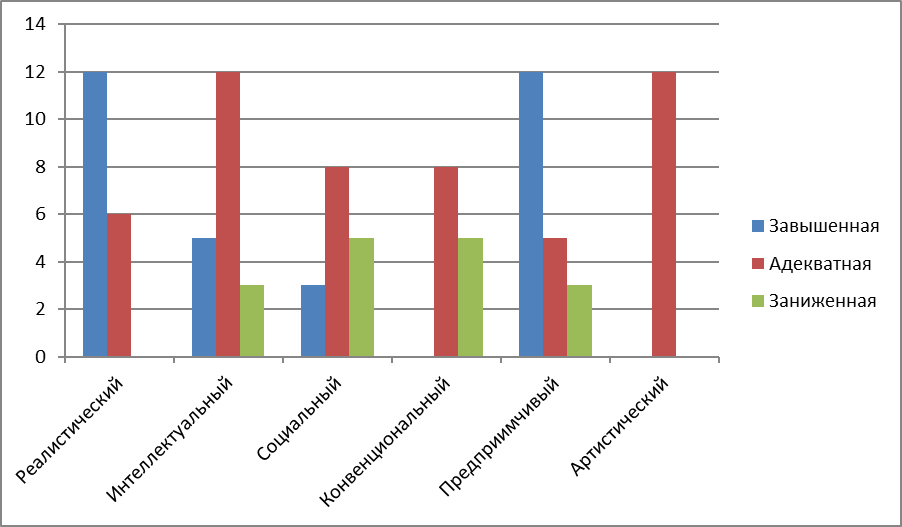 14
12
10
8
6
4
2
0
Реалистический
Интеллектуальный
Социальный
Конвенциональный
Предприимчивый
Артистический
Завышенная
Адекватная
Заниженная